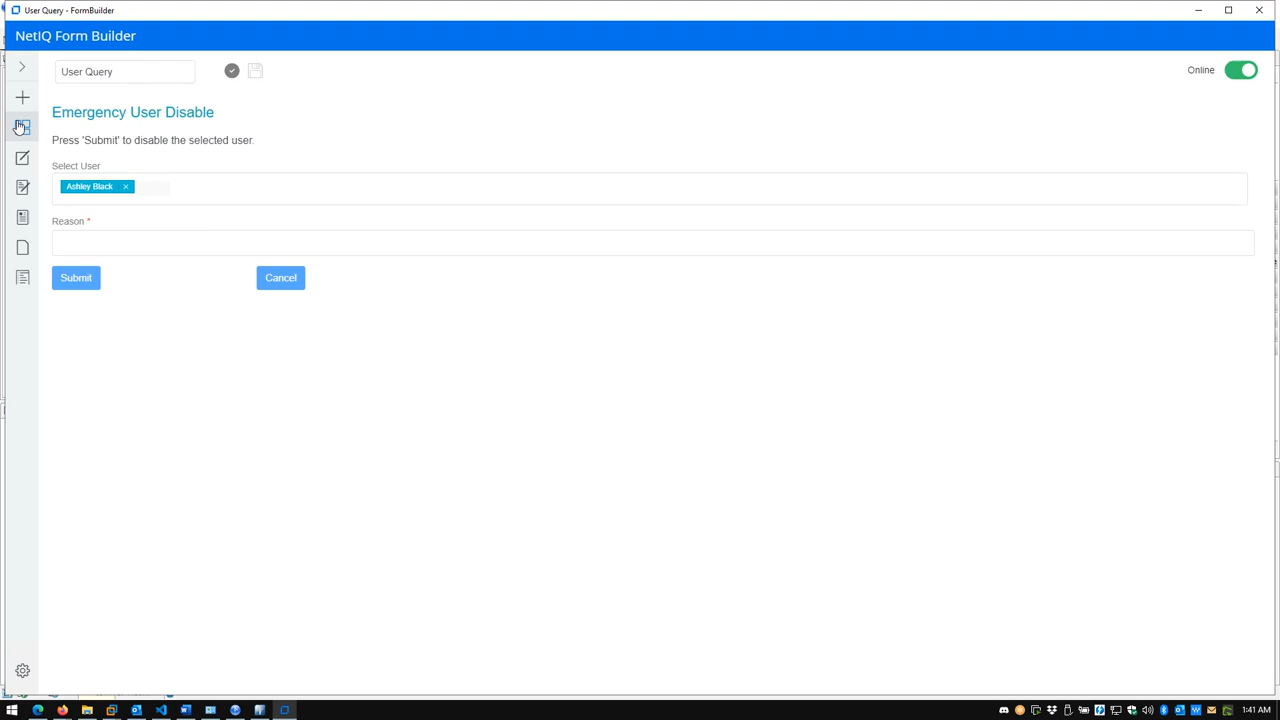 User Query - FormBuilder
NetIQ Form Builder
User Query
Online
Emergency User Disable
Press 'Submit' to disable the selected user.
Select User
Ashley Black ×
Reason *
Submit
Cancel
1:41 AM